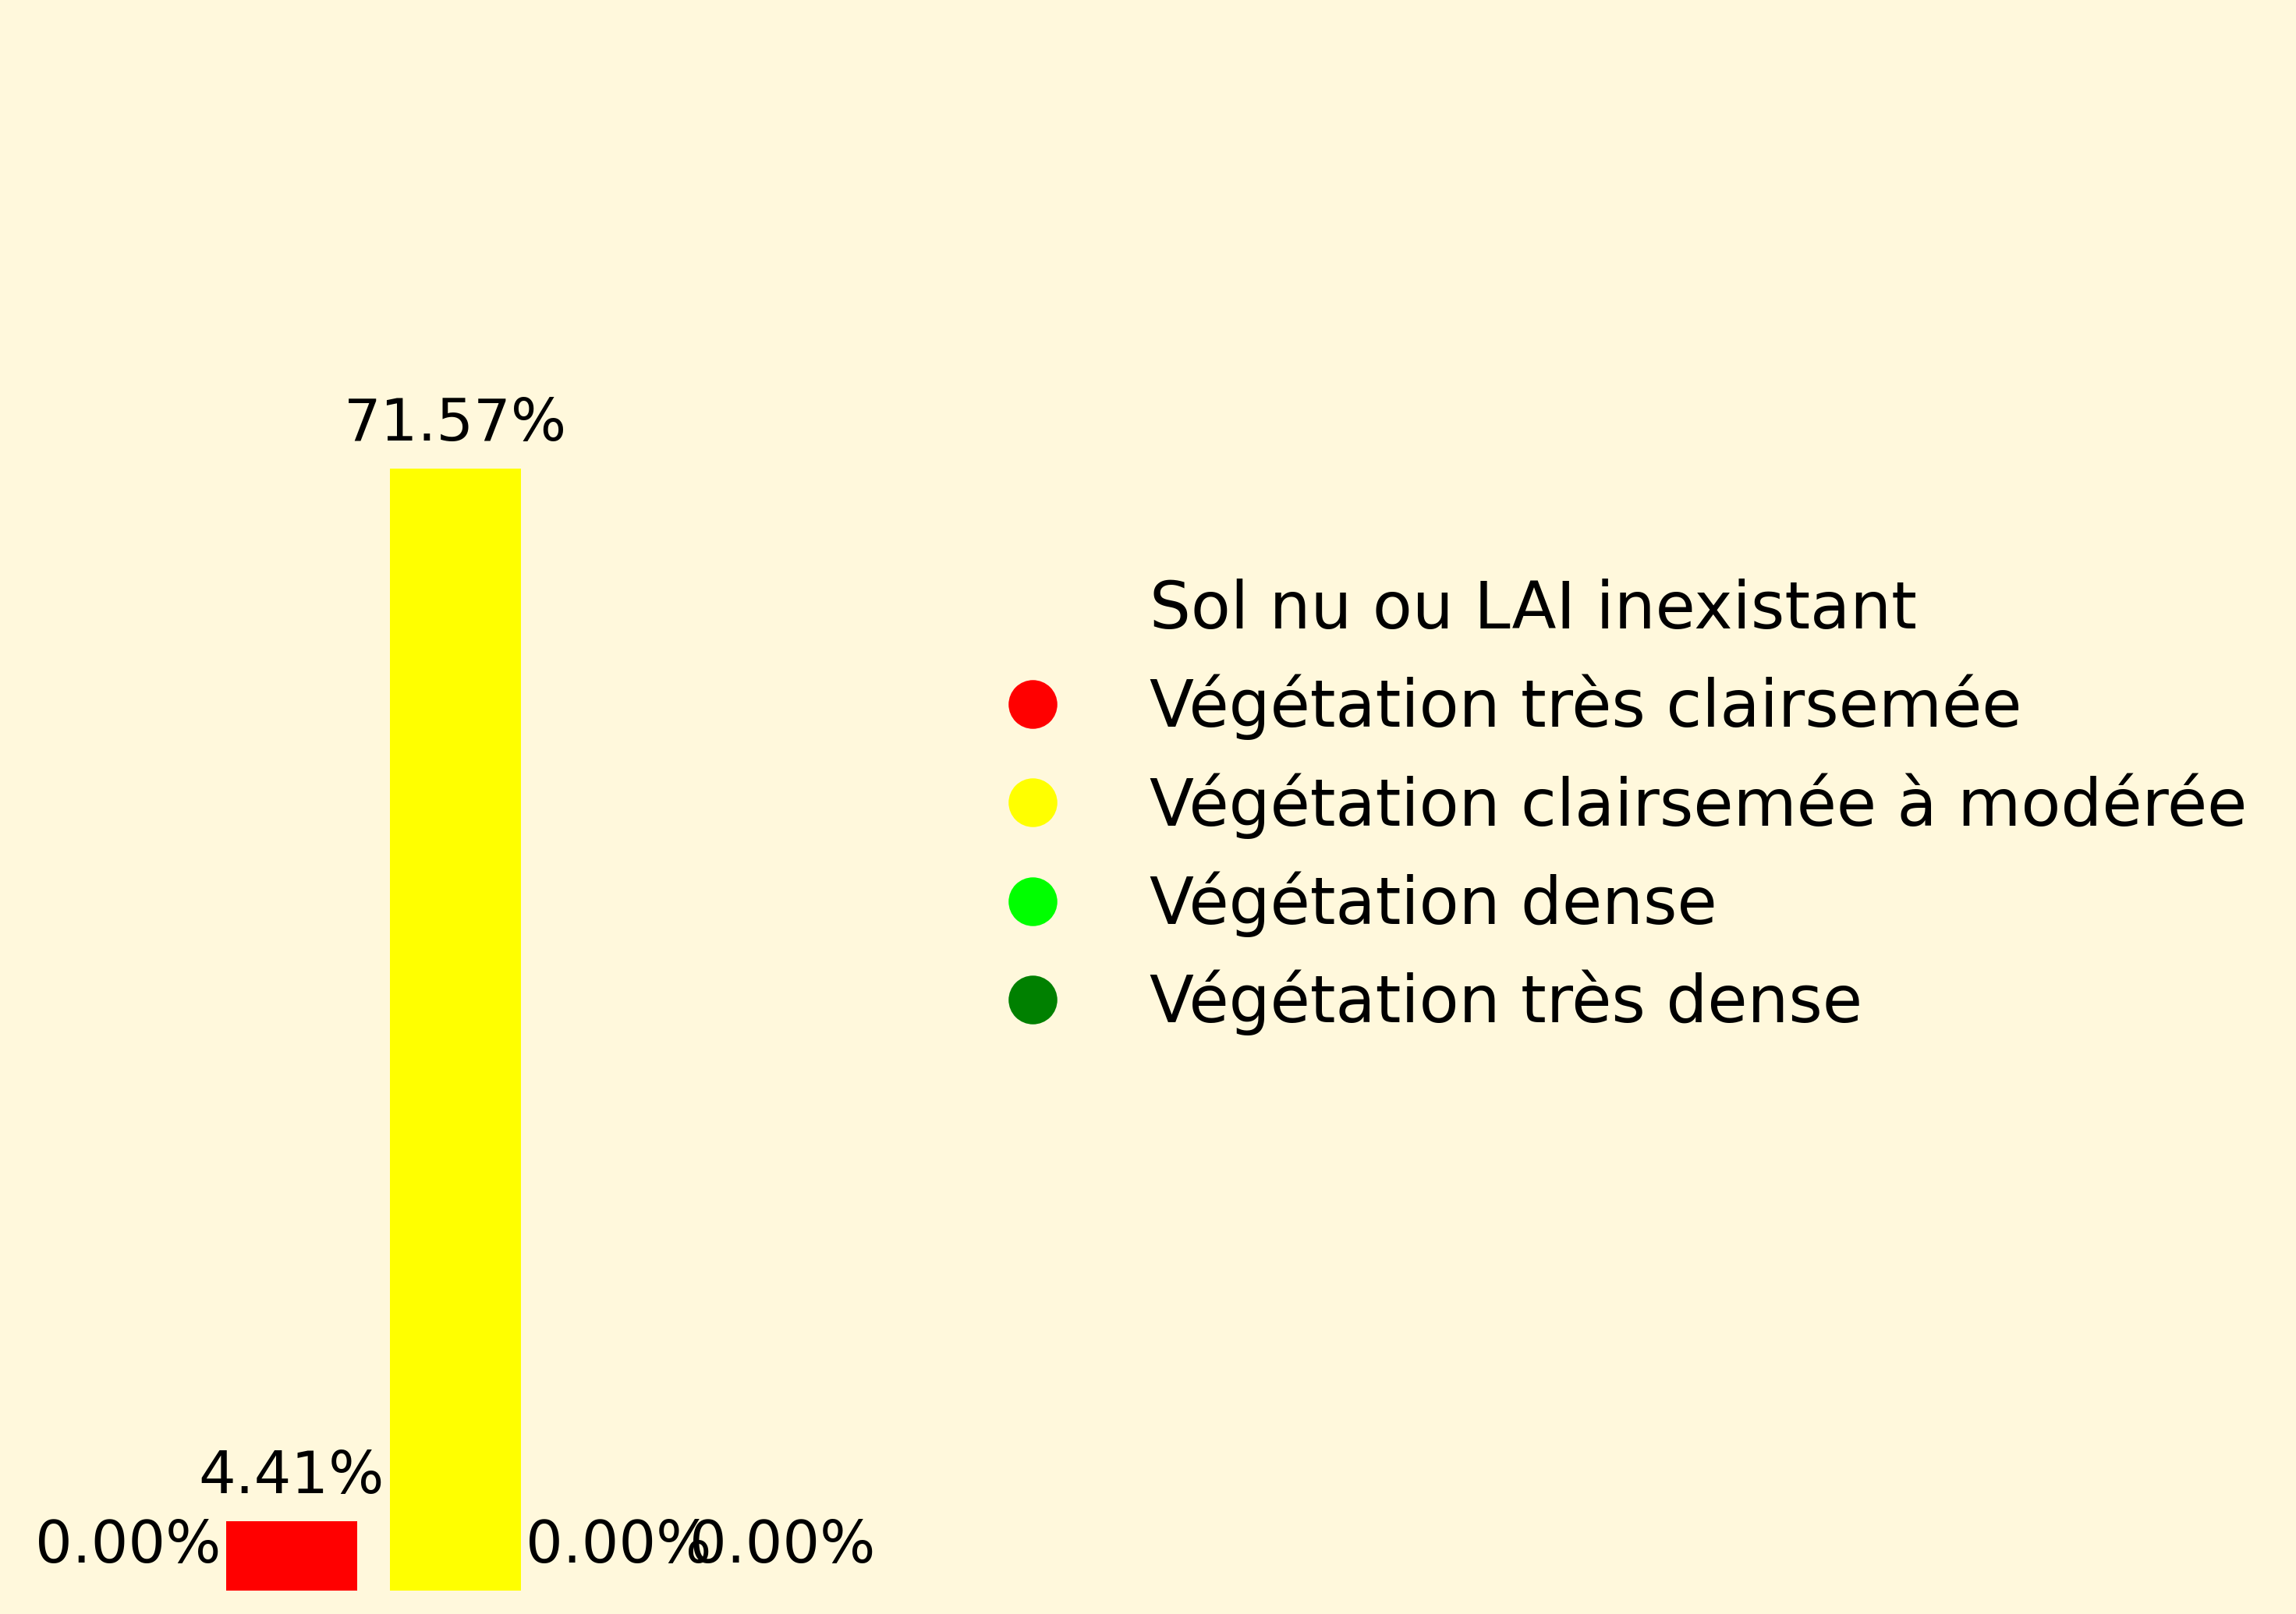 71.57%
4.41%
0.00%
0.00%
0.00%
Sol nu ou LAI inexistant
Végétation très clairsemée
Végétation clairsemée à modérée
Végétation dense
Végétation très dense